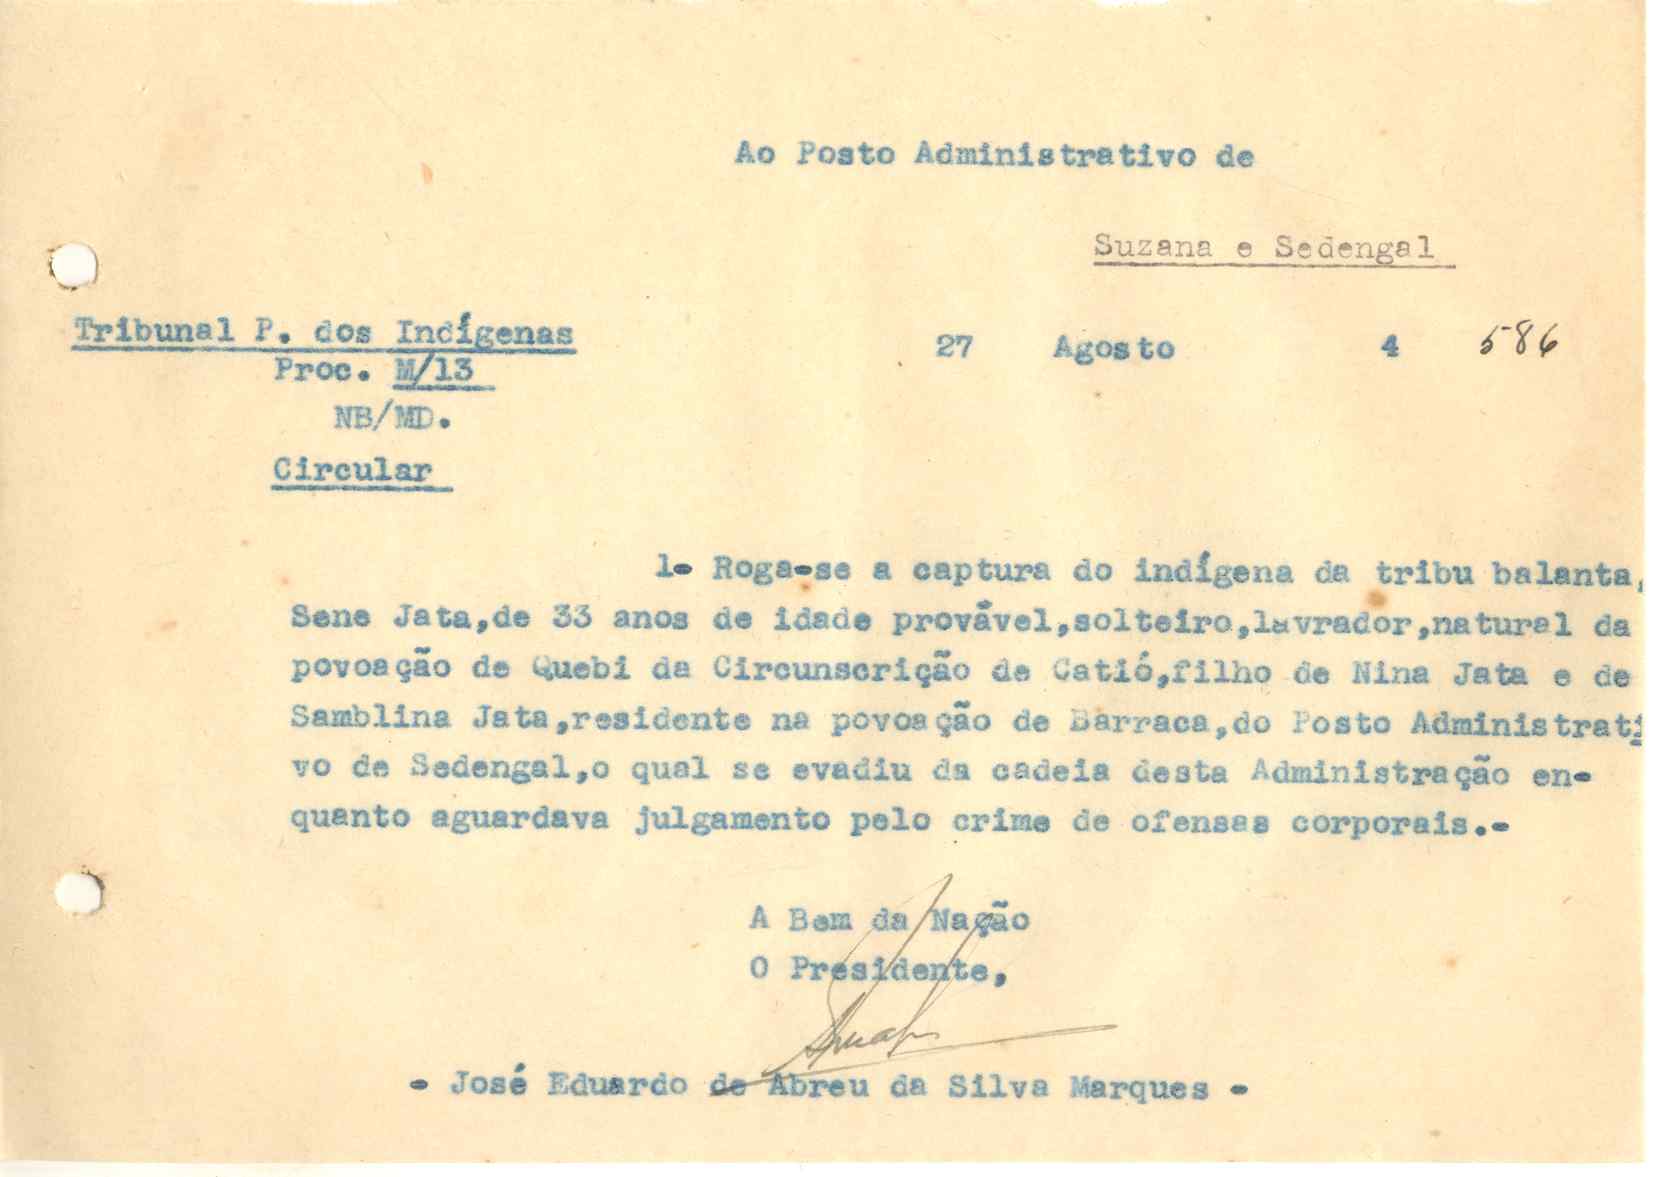 Ao Posto Administrativo de
Suzana e Sedengal
Tribunal P. dos Indígenas
27 Agosto 4 586
Proc. M/13
NB/MD.
Circular
1- Roga-se a captura do indígena da tribu balanta,
Sene Jata,de 33 anos de idade provável,solteiro,lavrador,natural da
povoação de Quebi da Circunscrição de Catió,filho de Nina Jata e de
Samblina Jata,residente na povoação de Barraca,do Posto Administrati
vo de Sedengal,o qual se evadiu da cadeia desta Administração en-
quanto aguardava julgamento pelo crime de ofensas corporais.-
A Bem da Nação
O Presidente,
- José Eduardo de Abreu da Silva Marques -